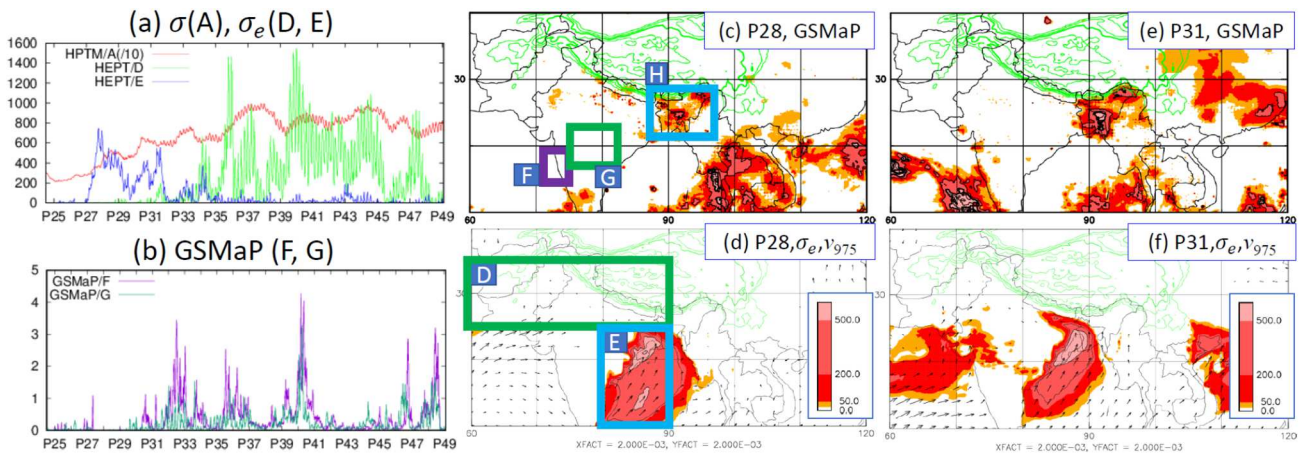 (a) σ(A), σₑ(D, E)
HPTM/A(/10)
HEPT/D
HEPT/E
1600
1400
1200
1000
800
600
400
200
0
P25 P27 P29 P31 P33 P35 P37 P39 P41 P43 P45 P47 P49
(b) GSMaP (F, G)
GSMaP/F
GSMaP/G
5
4
3
2
1
0
P25 P27 P29 P31 P33 P35 P37 P39 P41 P43 P45 P47 P49
(c) P28, GSMaP
30
H
F
G
60 90 120
(d) P28,σₑ,v₉₇₅
D
30
E
500.0
200.0
50.0
0.0
60 90 120
XFACT = 2.000E-03, YFACT = 2.000E-03
(e) P31, GSMaP
30
60 90 120
(f) P31,σₑ,v₉₇₅
30
500.0
200.0
50.0
0.0
60 90 120
XFACT = 2.000E-03, YFACT = 2.000E-03